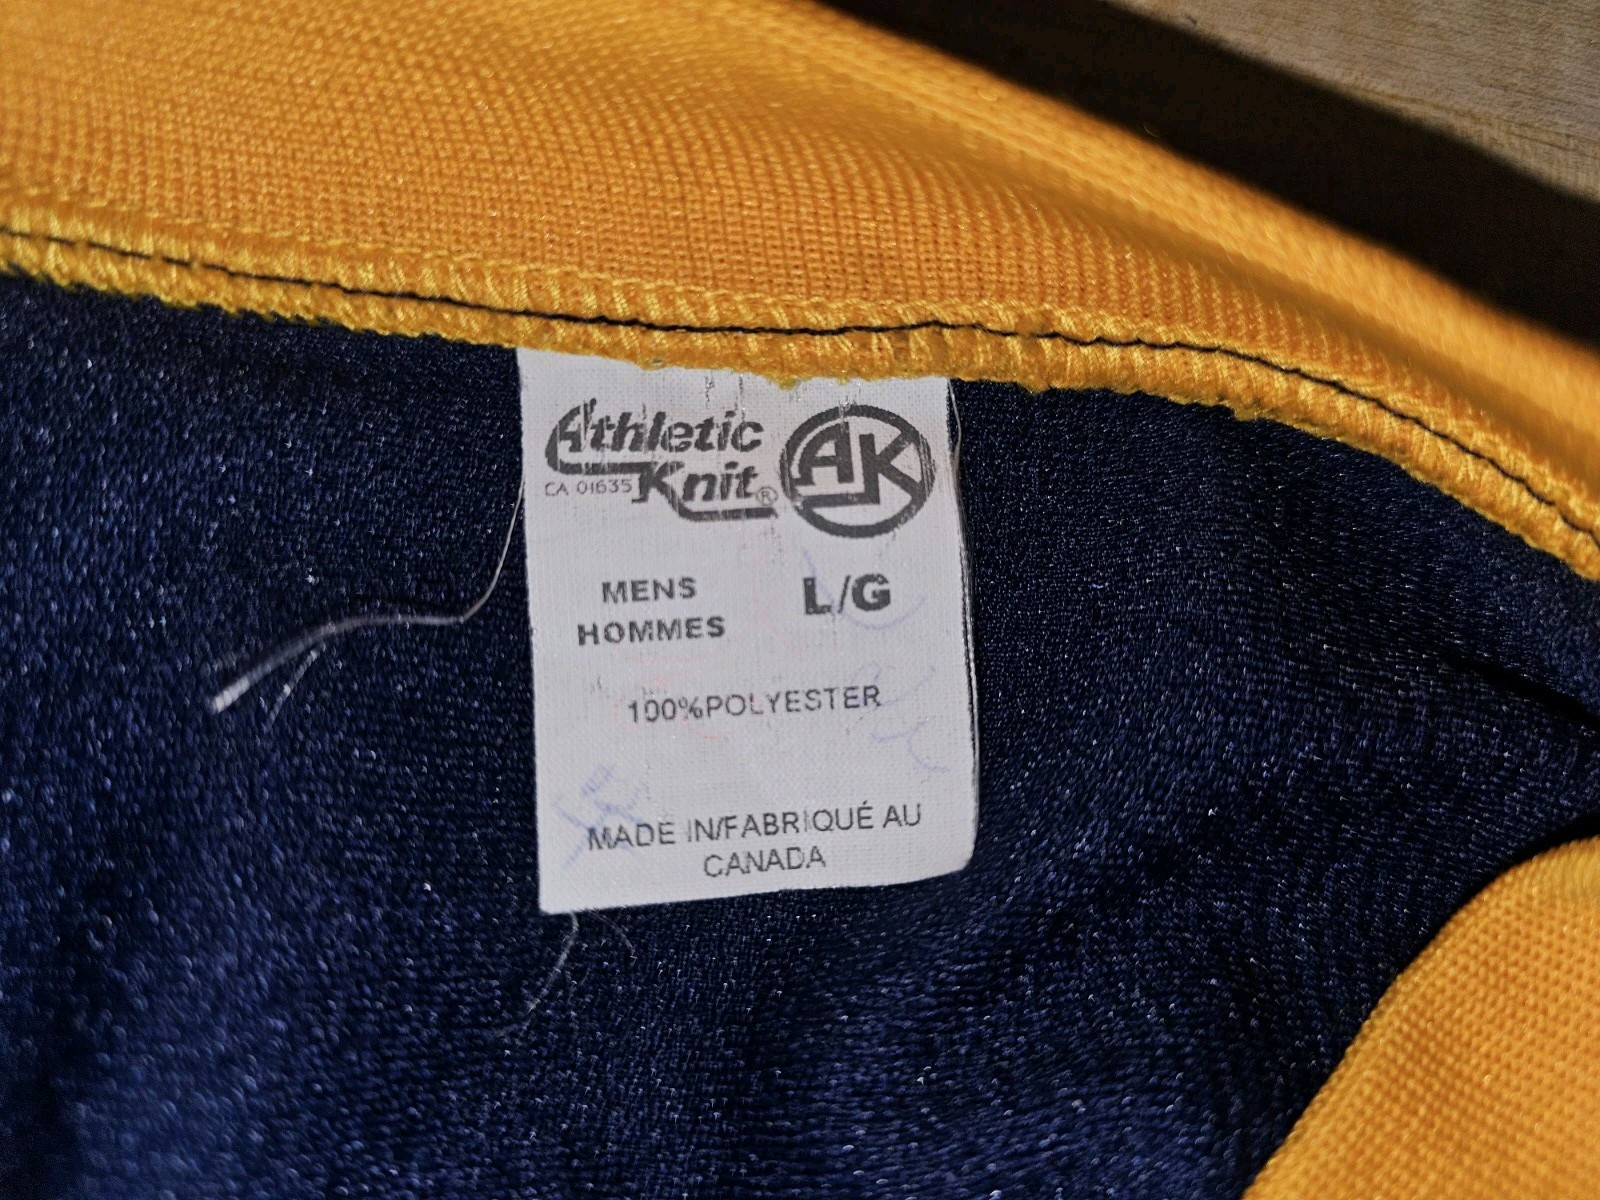 Athletic
Knit®
CA 01635
AK
MENS
HOMMES
L/G
100%POLYESTER
MADE IN/FABRIQUÉ AU
CANADA